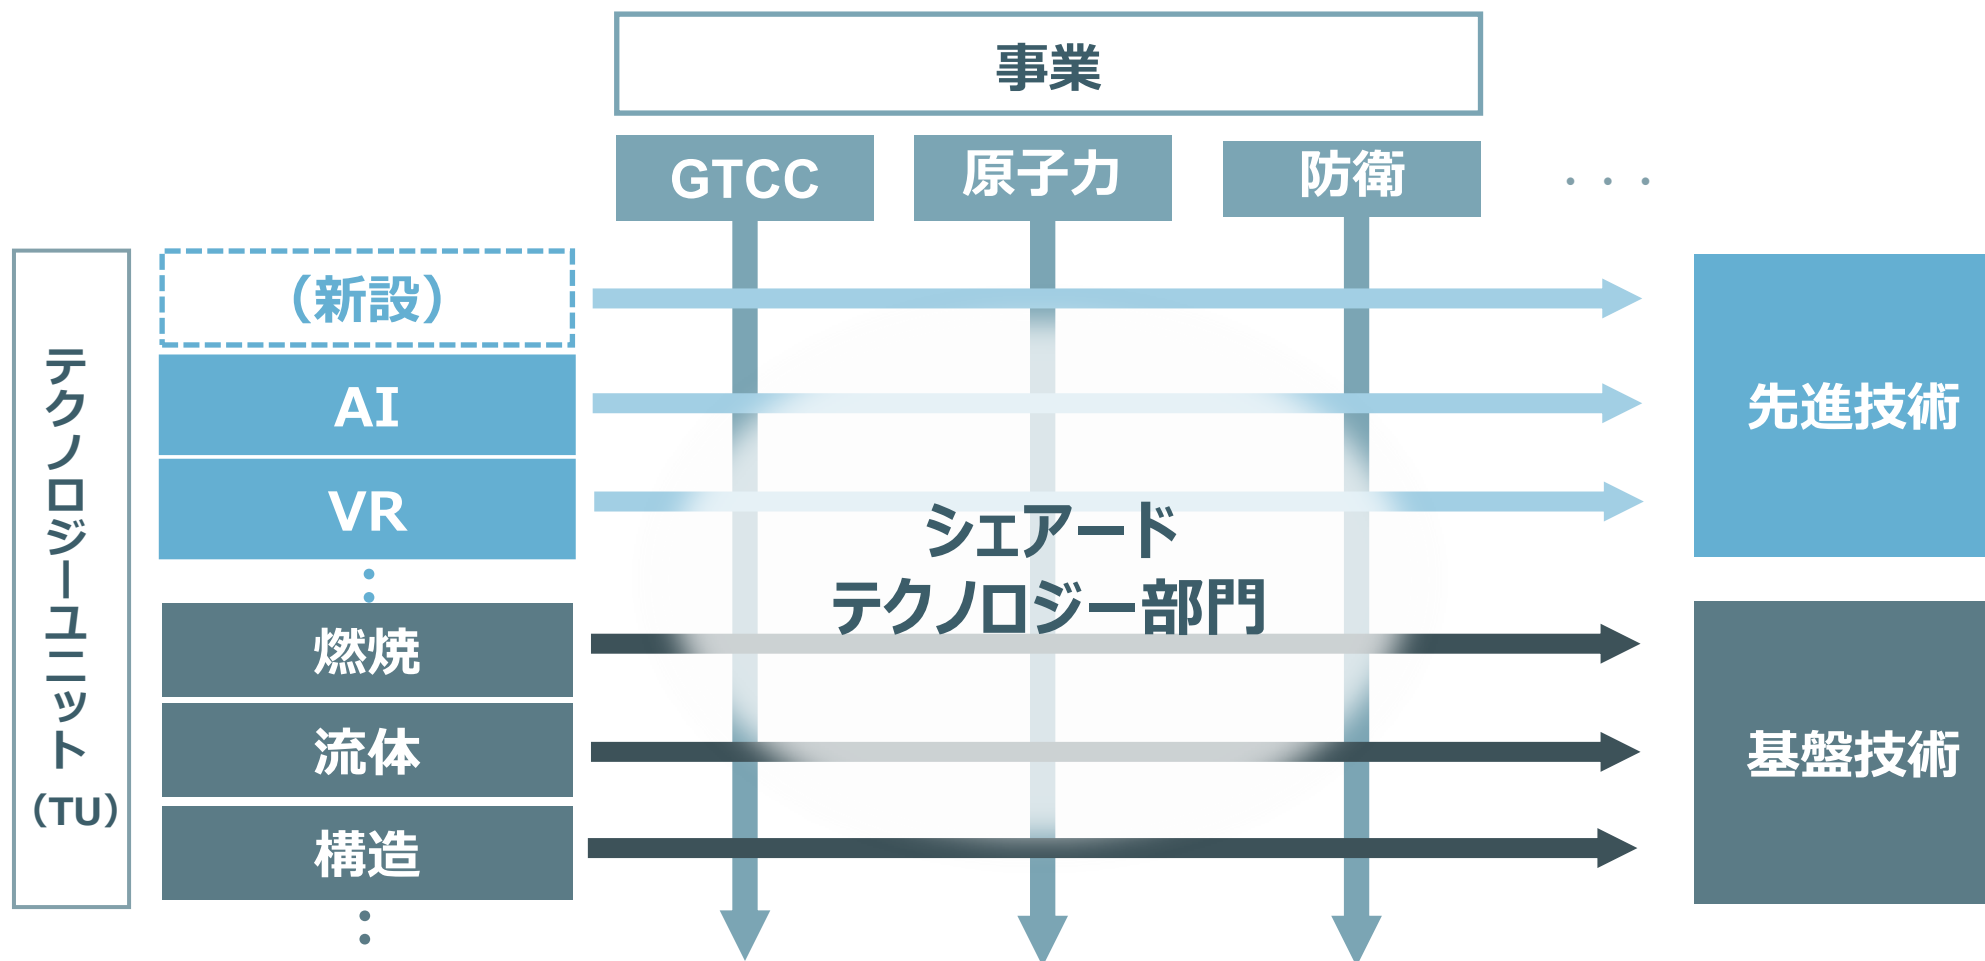 事業
GTCC
原子力
防衛
・・・
テクノロジーユニット
（TU）
（新設）
AI
VR
燃焼
流体
構造
シェアード
テクノロジー部門
先進技術
基盤技術